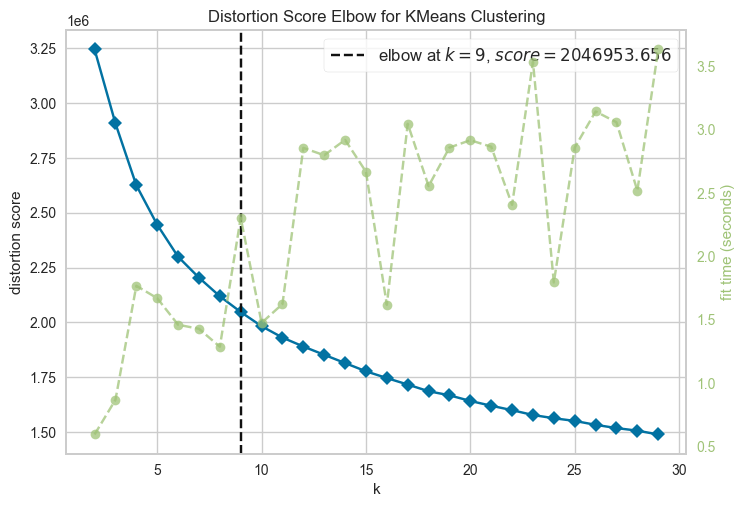 Distortion Score Elbow for KMeans Clustering
1e6
elbow at k = 9, score = 2046953.656
3.25
3.00
2.75
2.50
2.25
2.00
1.75
1.50
distortion score
3.5
3.0
2.5
2.0
1.5
1.0
0.5
fit time (seconds)
5 10 15 20 25 30
k